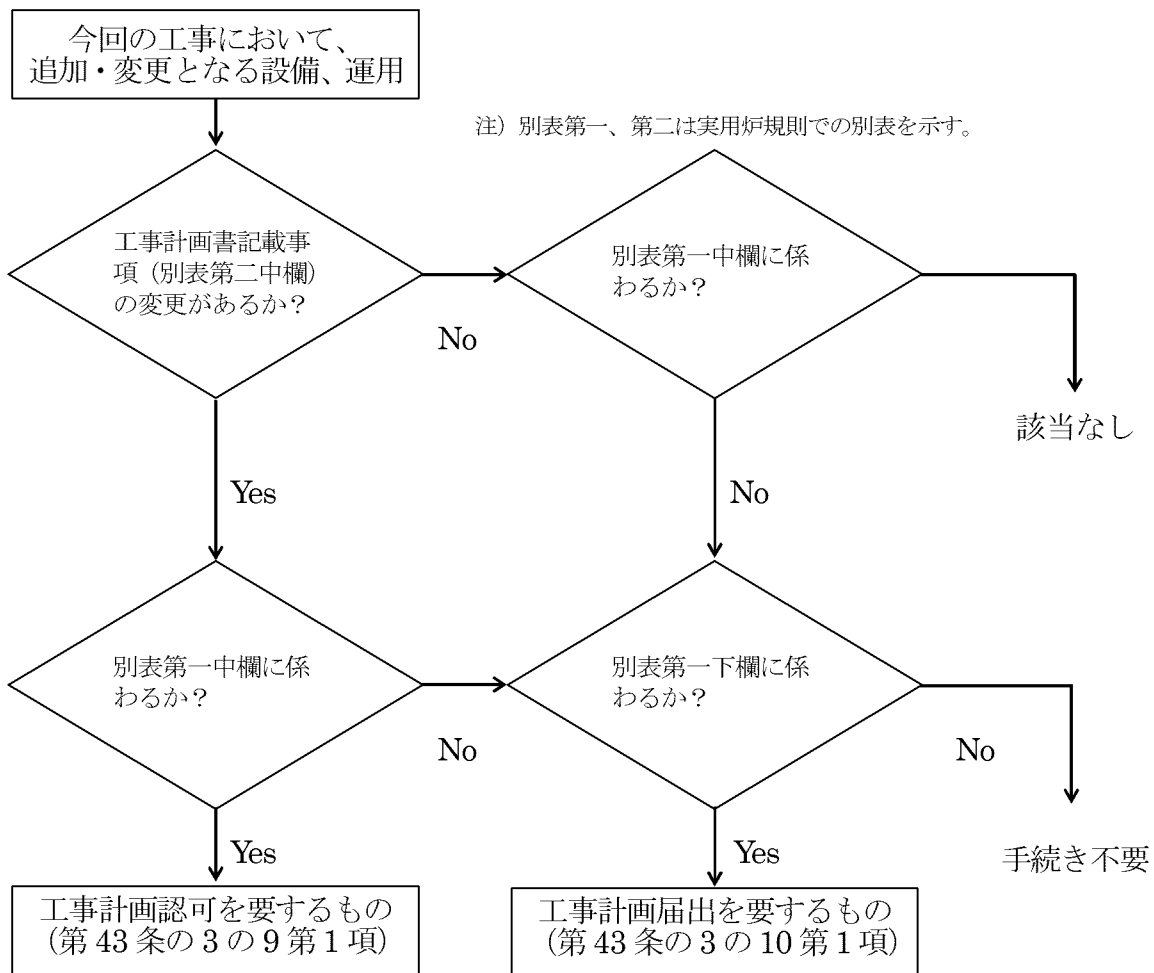 今回の工事において、
追加・変更となる設備、運用
注）別表第一、第二は実用炉規則での別表を示す。
工事計画書記載事
項（別表第二中欄）
の変更があるか？
別表第一中欄に係
わるか？
No
該当なし
Yes
No
別表第一中欄に係
わるか？
別表第一下欄に係
わるか？
No
No
Yes
Yes
手続き不要
工事計画認可を要するもの
（第 43 条の 3 の 9 第 1 項）
工事計画届出を要するもの
（第 43 条の 3 の 10 第 1 項）